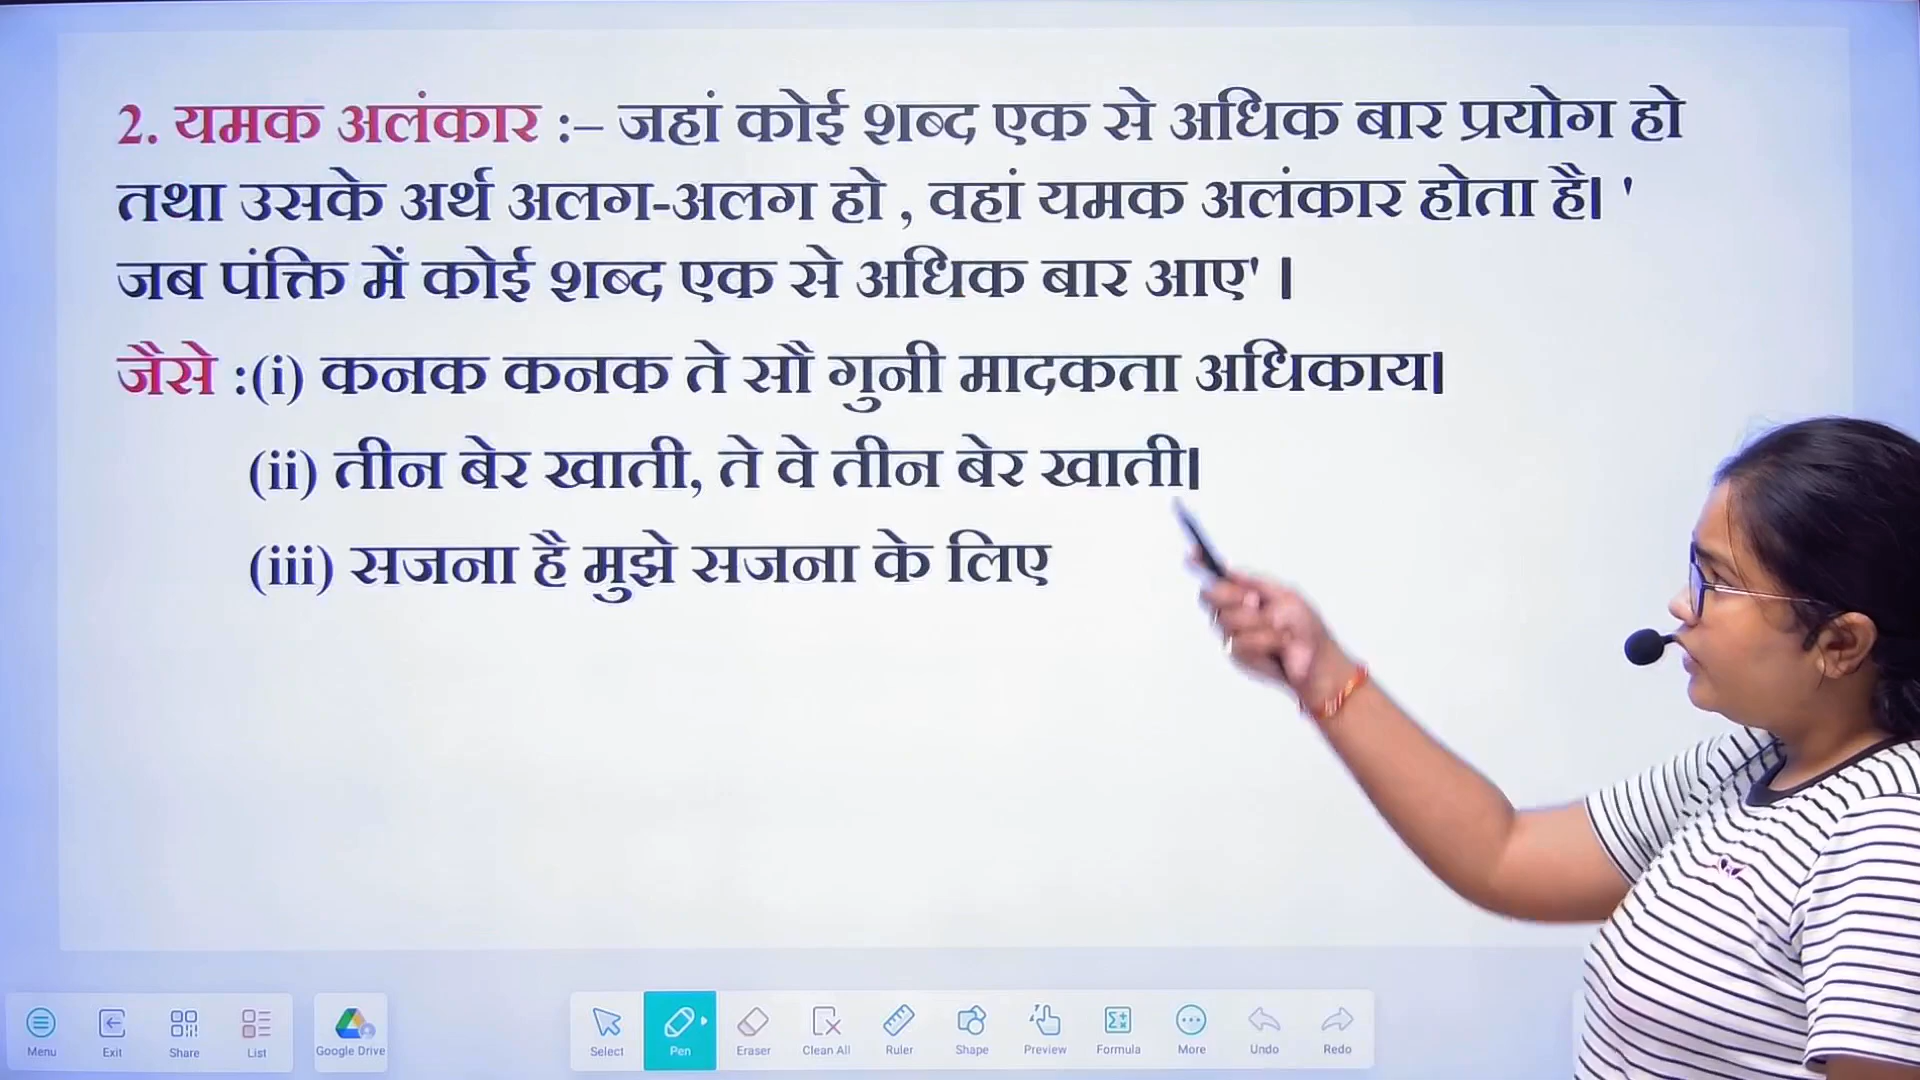 2. यमक अलंकार :– जहां कोई शब्द एक से अधिक बार प्रयोग हो
तथा उसके अर्थ अलग-अलग हो , वहां यमक अलंकार होता है। '
जब पंक्ति में कोई शब्द एक से अधिक बार आए' ।
जैसे :(i) कनक कनक ते सौ गुनी मादकता अधिकाय।
(ii) तीन बेर खाती, ते वे तीन बेर खाती।
(iii) सजना है मुझे सजना के लिए
Menu Exit Share List Google Drive Select Pen Eraser Clean All Ruler Shape Preview Formula More Undo Redo